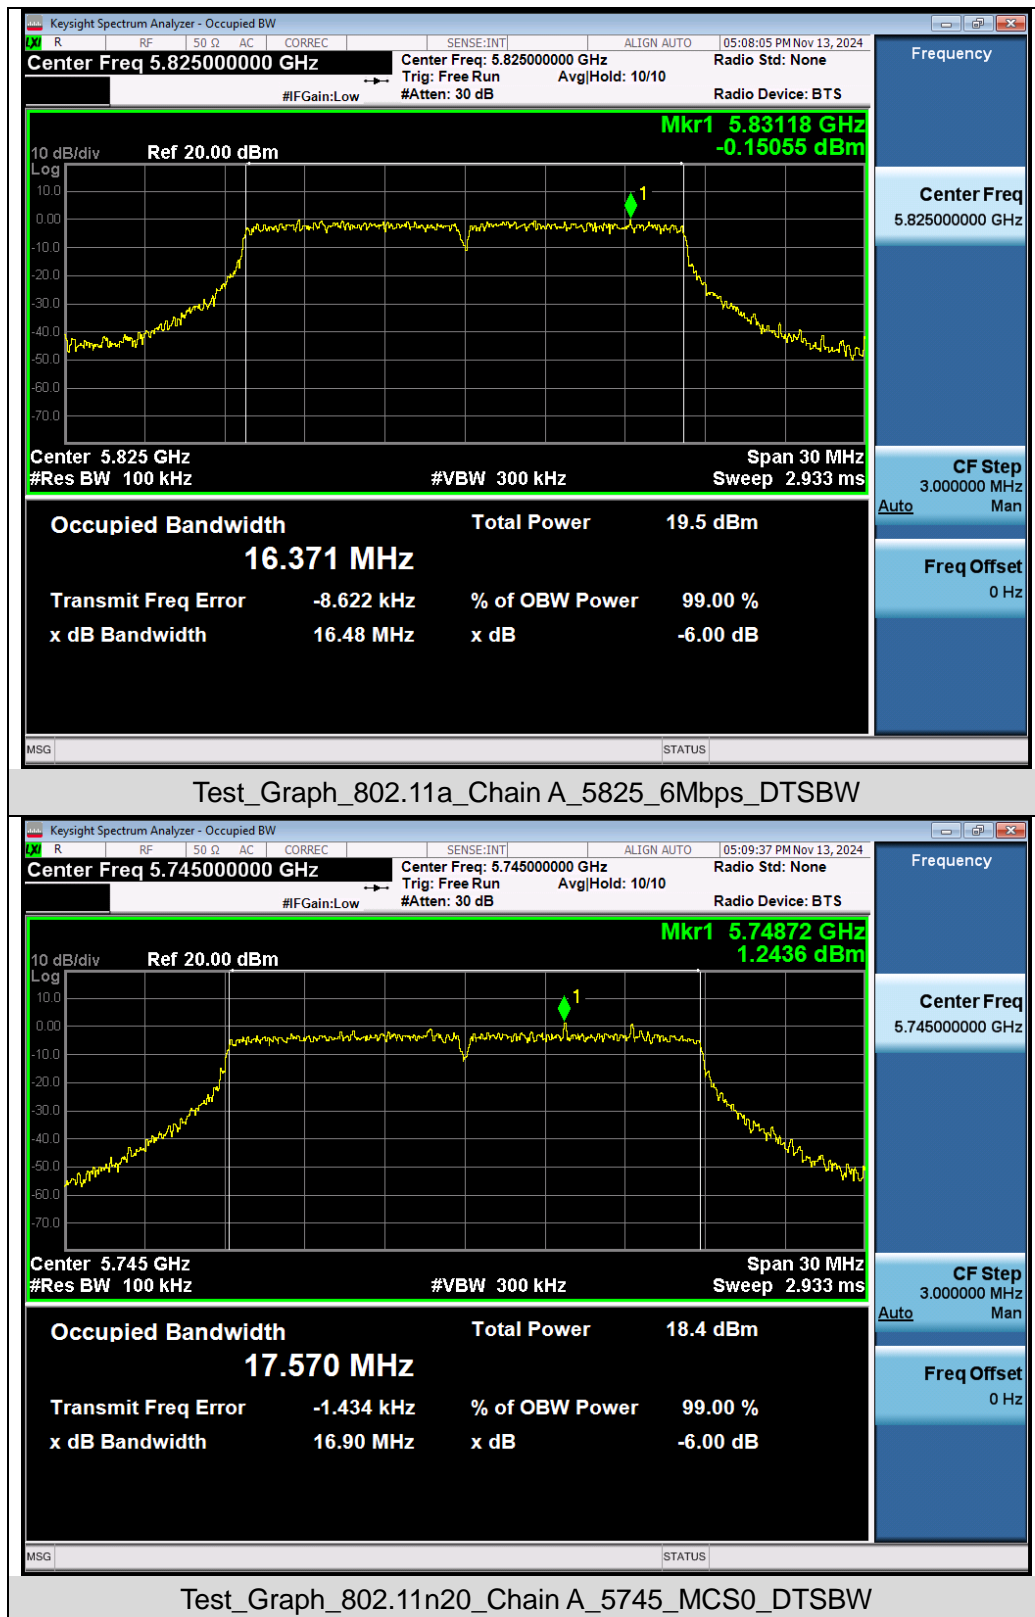 Keysight Spectrum Analyzer - Occupied BW
LXI R RF 50 Ω AC CORREC SENSE:INT ALIGN AUTO 05:08:05 PM Nov 13, 2024
Center Freq 5.825000000 GHz
Center Freq: 5.825000000 GHz
Radio Std: None
Trig: Free Run Avg|Hold: 10/10
#IFGain:Low
#Atten: 30 dB
Radio Device: BTS
Mkr1 5.83118 GHz
-0.15055 dBm
10 dB/div Ref 20.00 dBm
Log
10.0
1
0.00
-10.0
-20.0
-30.0
-40.0
-50.0
-60.0
-70.0
Center 5.825 GHz Span 30 MHz
#Res BW 100 kHz #VBW 300 kHz Sweep 2.933 ms
Occupied Bandwidth Total Power 19.5 dBm
16.371 MHz
Transmit Freq Error -8.622 kHz % of OBW Power 99.00 %
x dB Bandwidth 16.48 MHz x dB -6.00 dB
MSG STATUS
Frequency
Center Freq
5.825000000 GHz
CF Step
3.000000 MHz
Auto Man
Freq Offset
0 Hz
Test_Graph_802.11a_Chain A_5825_6Mbps_DTSBW
Keysight Spectrum Analyzer - Occupied BW
LXI R RF 50 Ω AC CORREC SENSE:INT ALIGN AUTO 05:09:37 PM Nov 13, 2024
Center Freq 5.745000000 GHz
Center Freq: 5.745000000 GHz
Radio Std: None
Trig: Free Run Avg|Hold: 10/10
#IFGain:Low
#Atten: 30 dB
Radio Device: BTS
Mkr1 5.74872 GHz
1.2436 dBm
10 dB/div Ref 20.00 dBm
Log
10.0
1
0.00
-10.0
-20.0
-30.0
-40.0
-50.0
-60.0
-70.0
Center 5.745 GHz Span 30 MHz
#Res BW 100 kHz #VBW 300 kHz Sweep 2.933 ms
Occupied Bandwidth Total Power 18.4 dBm
17.570 MHz
Transmit Freq Error -1.434 kHz % of OBW Power 99.00 %
x dB Bandwidth 16.90 MHz x dB -6.00 dB
MSG STATUS
Frequency
Center Freq
5.745000000 GHz
CF Step
3.000000 MHz
Auto Man
Freq Offset
0 Hz
Test_Graph_802.11n20_Chain A_5745_MCS0_DTSBW